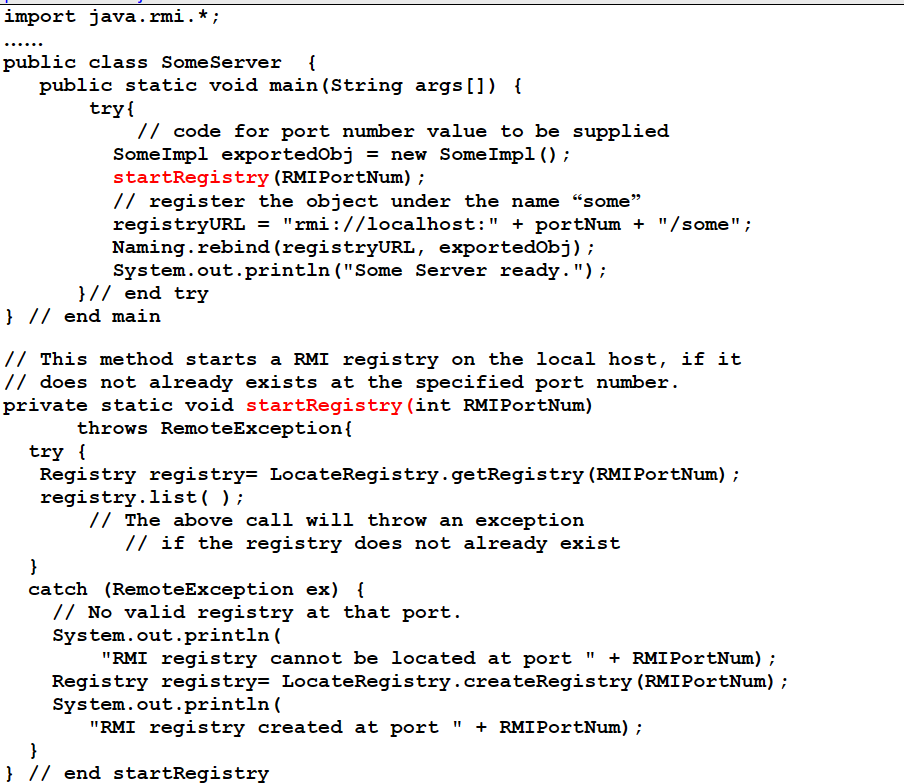 import java.rmi.*;
……
public class SomeServer  {
   public static void main(String args[]) {
       try{
           // code for port number value to be supplied
         SomeImpl exportedObj = new SomeImpl();
         startRegistry(RMIPortNum);
         // register the object under the name “some”
         registryURL = "rmi://localhost:" + portNum + "/some";
         Naming.rebind(registryURL, exportedObj);
         System.out.println("Some Server ready.");
      }// end try
} // end main

// This method starts a RMI registry on the local host, if it
// does not already exists at the specified port number.
private static void startRegistry(int RMIPortNum)
      throws RemoteException{
  try {
   Registry registry= LocateRegistry.getRegistry(RMIPortNum);
   registry.list( );
       // The above call will throw an exception
          // if the registry does not already exist
  }
  catch (RemoteException ex) {
    // No valid registry at that port.
    System.out.println(
        "RMI registry cannot be located at port " + RMIPortNum);
    Registry registry= LocateRegistry.createRegistry(RMIPortNum);
    System.out.println(
       "RMI registry created at port " + RMIPortNum);
  }
} // end startRegistry